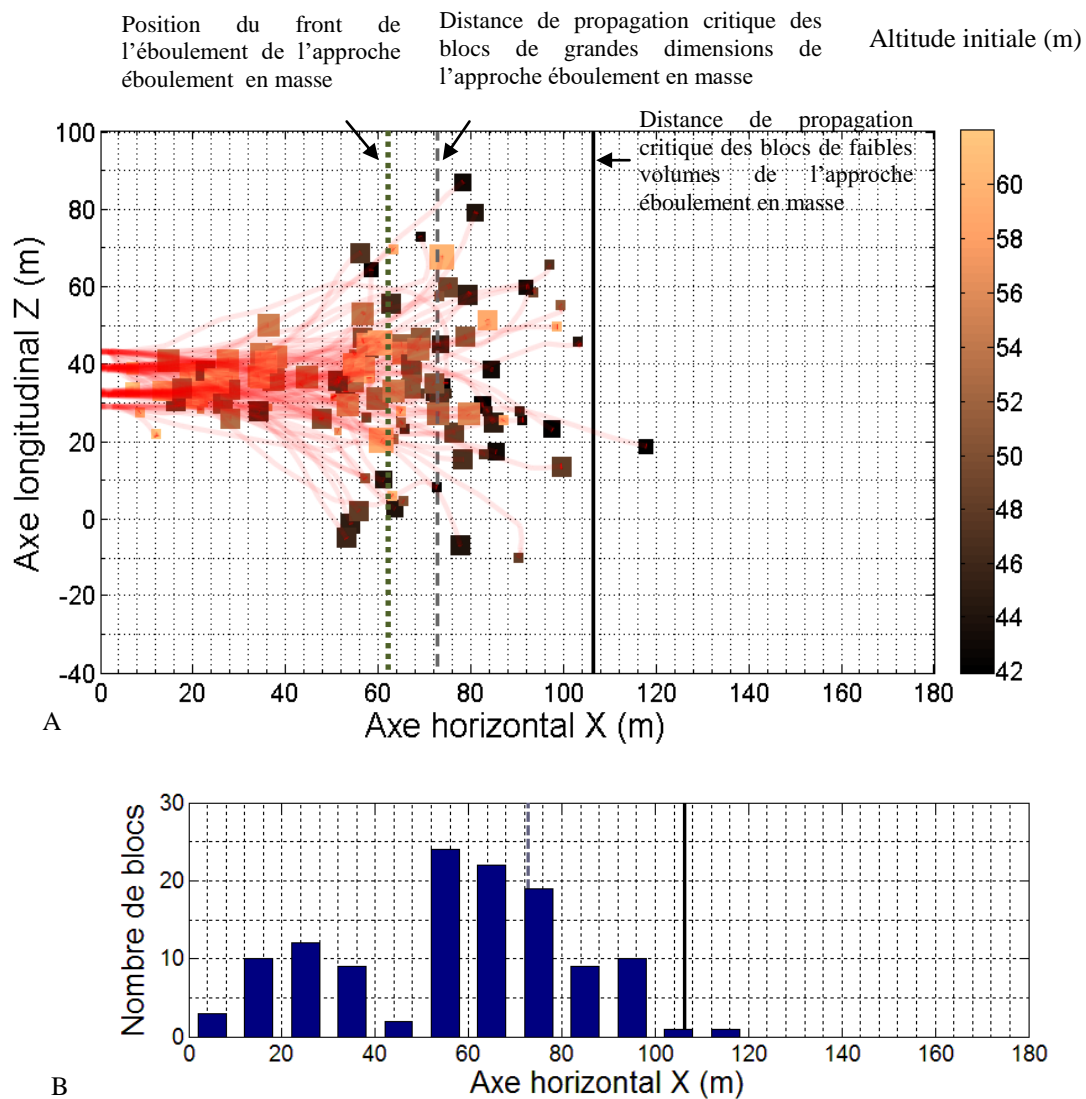 Position du front de
l'éboulement de l'approche
éboulement en masse
Distance de propagation critique des
blocs de grandes dimensions de
l'approche éboulement en masse
Altitude initiale (m)
Distance de propagation
critique des blocs de faibles
volumes de l'approche
éboulement en masse
100
80
60
40
20
0
-20
-40
Axe longitudinal Z (m)
0 20 40 60 80 100 120 140 160 180
Axe horizontal X (m)
60
58
56
54
52
50
48
46
44
42
A
30
20
10
0
Nombre de blocs
0 20 40 60 80 100 120 140 160 180
Axe horizontal X (m)
B